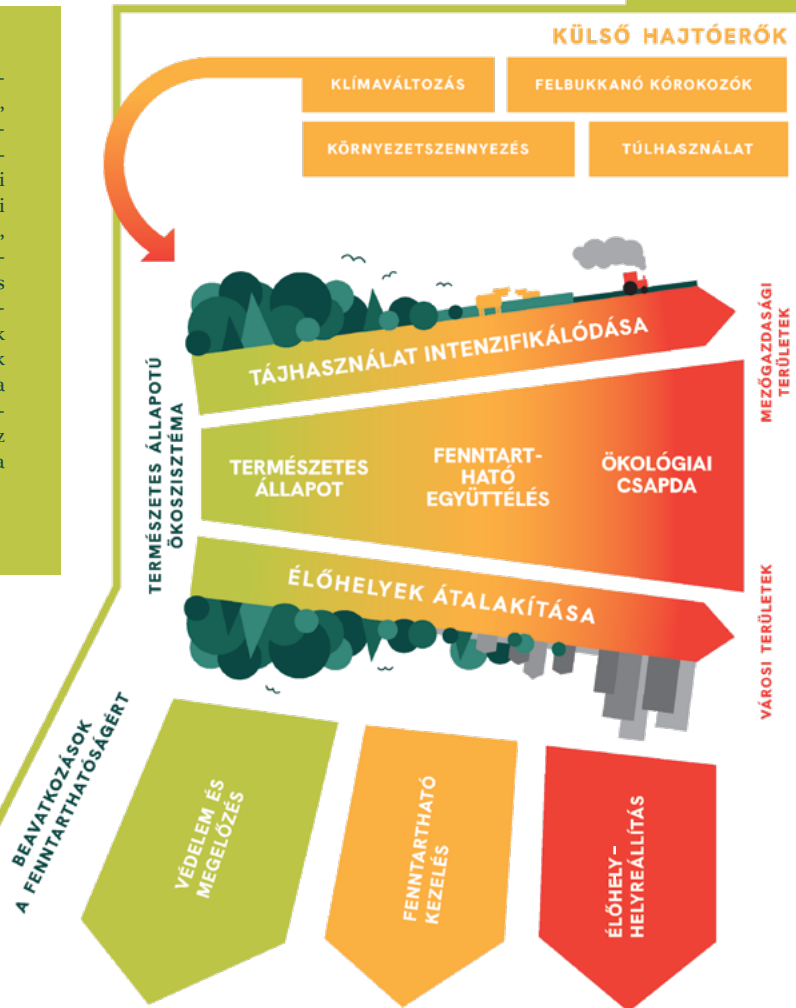 KÜLSŐ HAJTÓERŐK
KLÍMAVÁLTOZÁS
FELBUKKANÓ KÓROKOZÓK
KÖRNYEZETSZENNYEZÉS
TÚLHASZNÁLAT
-
,
-
-
i
i
,
-
s
-
k
k
a
-
z
a
TERMÉSZETES ÁLLAPOTÚ
ÖKOSZISZTÉMA
TÁJHASZNÁLAT INTENZIFIKÁLÓDÁSA
MEZŐGAZDASÁGI
TERÜLETEK
TERMÉSZETES
ÁLLAPOT
FENNTART-
HATÓ
EGYÜTTÉLÉS
ÖKOLÓGIAI
CSAPDA
ÉLŐHELYEK ÁTALAKÍTÁSA
VÁROSI TERÜLETEK
BEAVATKOZÁSOK
A FENNTARTHATÓSÁGÉRT
VÉDELEM ÉS
MEGELŐZÉS
FENNTARTHATÓ
KEZELÉS
ÉLŐHELY-
HELYREÁLLÍTÁS